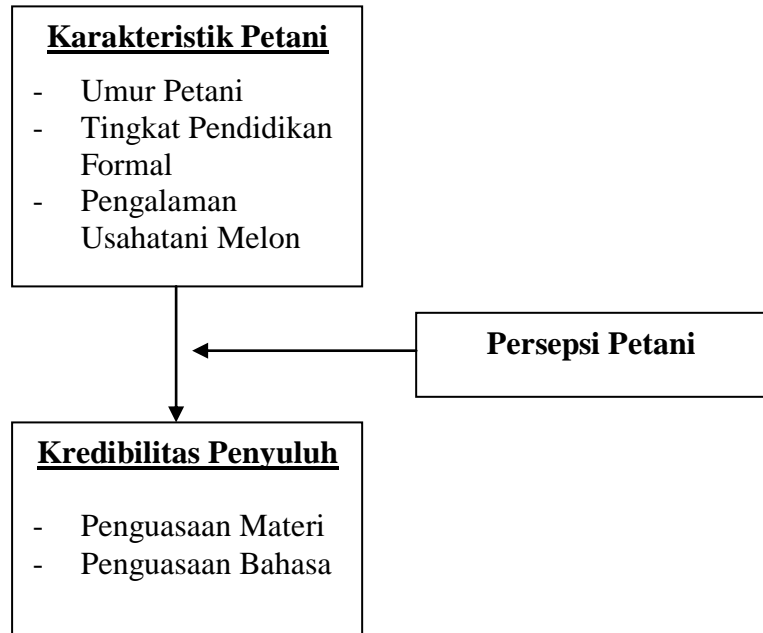 Karakteristik Petani
- Umur Petani
- Tingkat Pendidikan
Formal
- Pengalaman
Usahatani Melon
Persepsi Petani
Kredibilitas Penyuluh
- Penguasaan Materi
- Penguasaan Bahasa